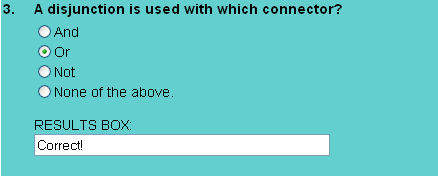 3. A disjunction is used with which connector?
And
Or
Not
None of the above.
RESULTS BOX:
Correct!